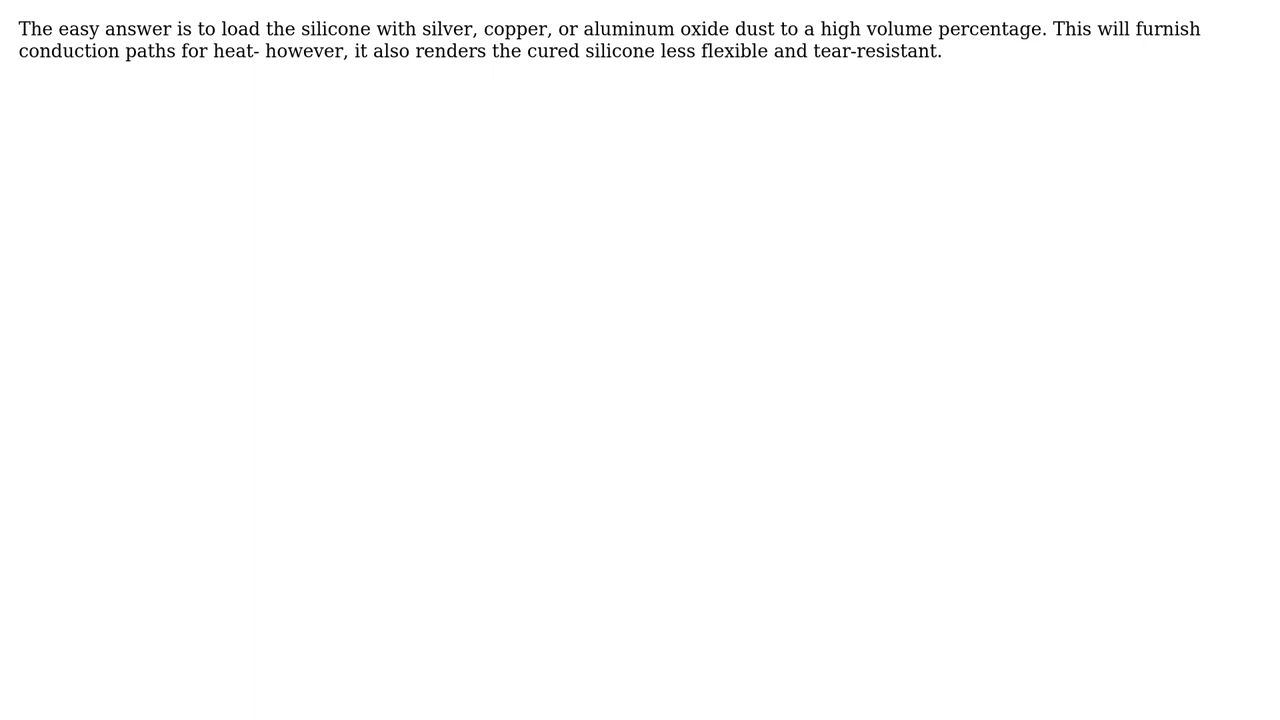 The easy answer is to load the silicone with silver, copper, or aluminum oxide dust to a high volume percentage. This will furnish
conduction paths for heat- however, it also renders the cured silicone less flexible and tear-resistant.